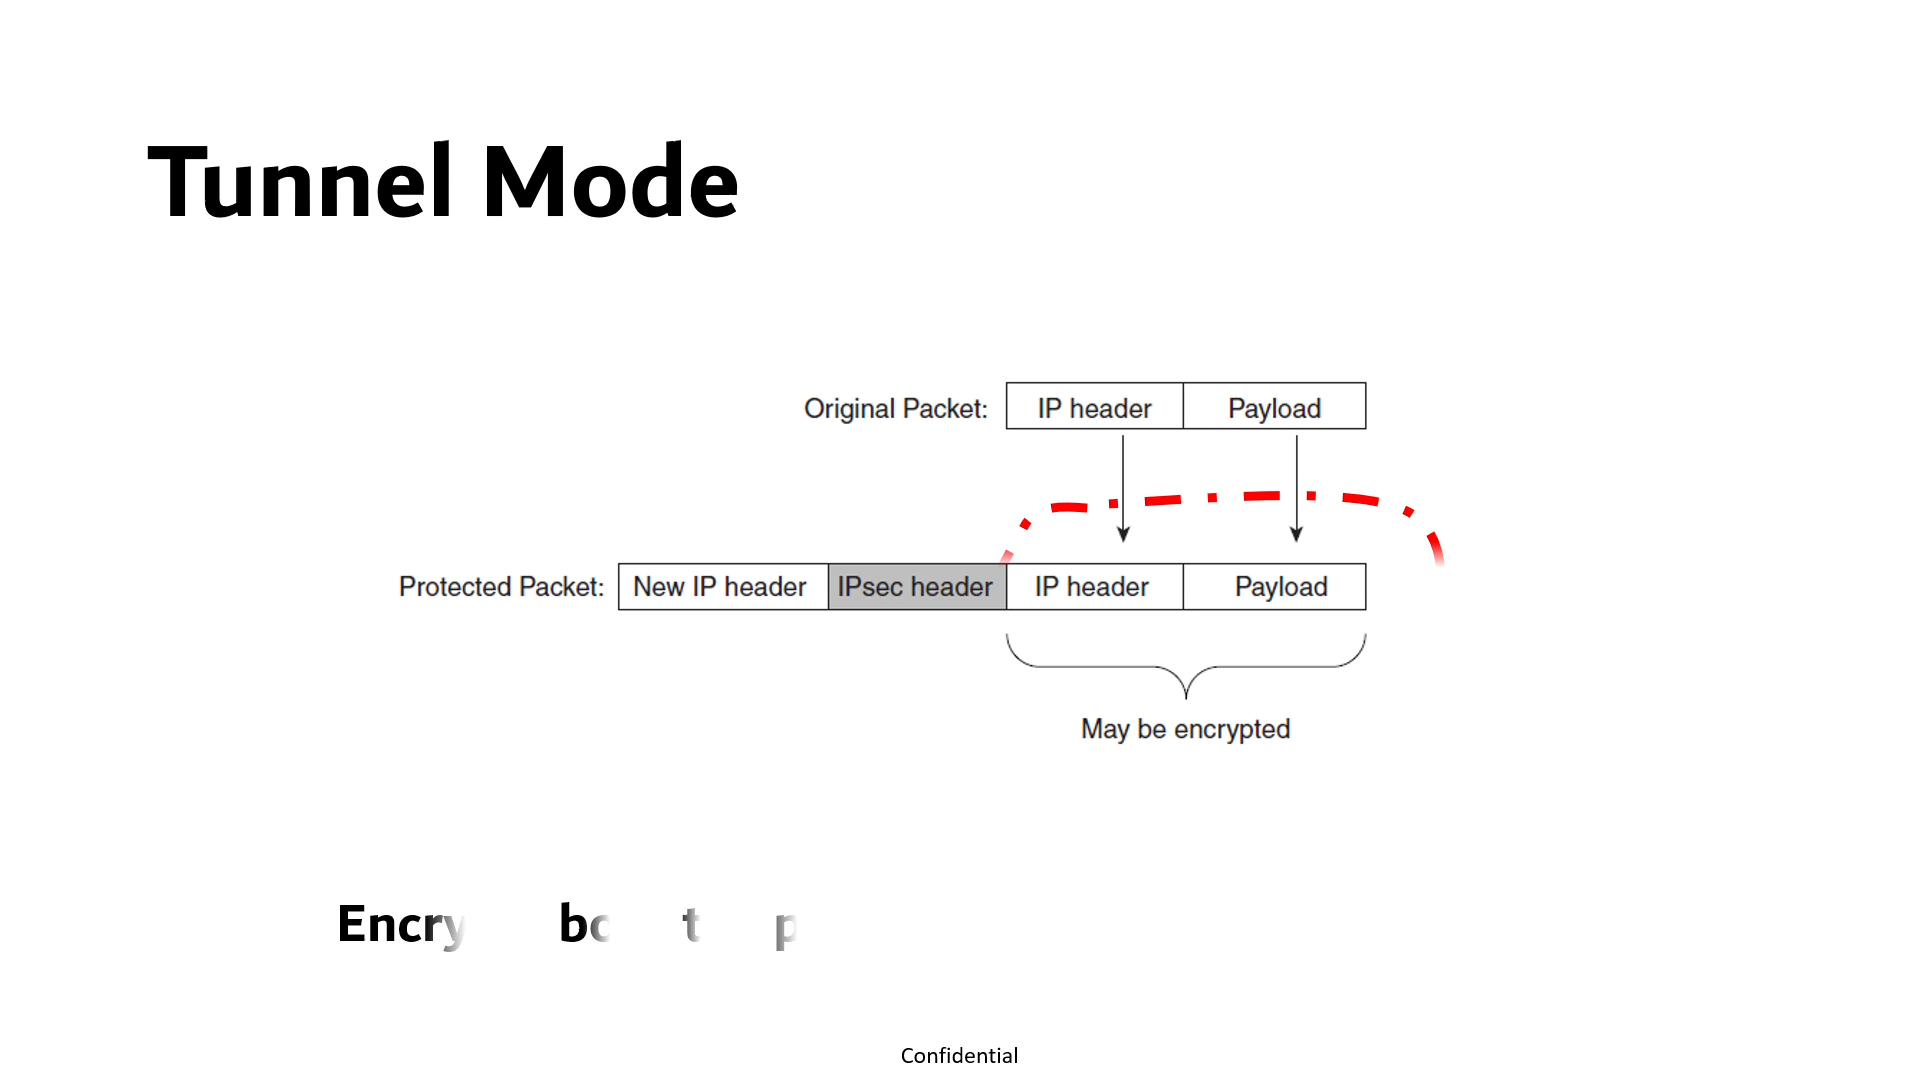 Tunnel Mode
Original Packet: IP header Payload
Protected Packet: New IP header IPsec header IP header Payload
May be encrypted
Confidential